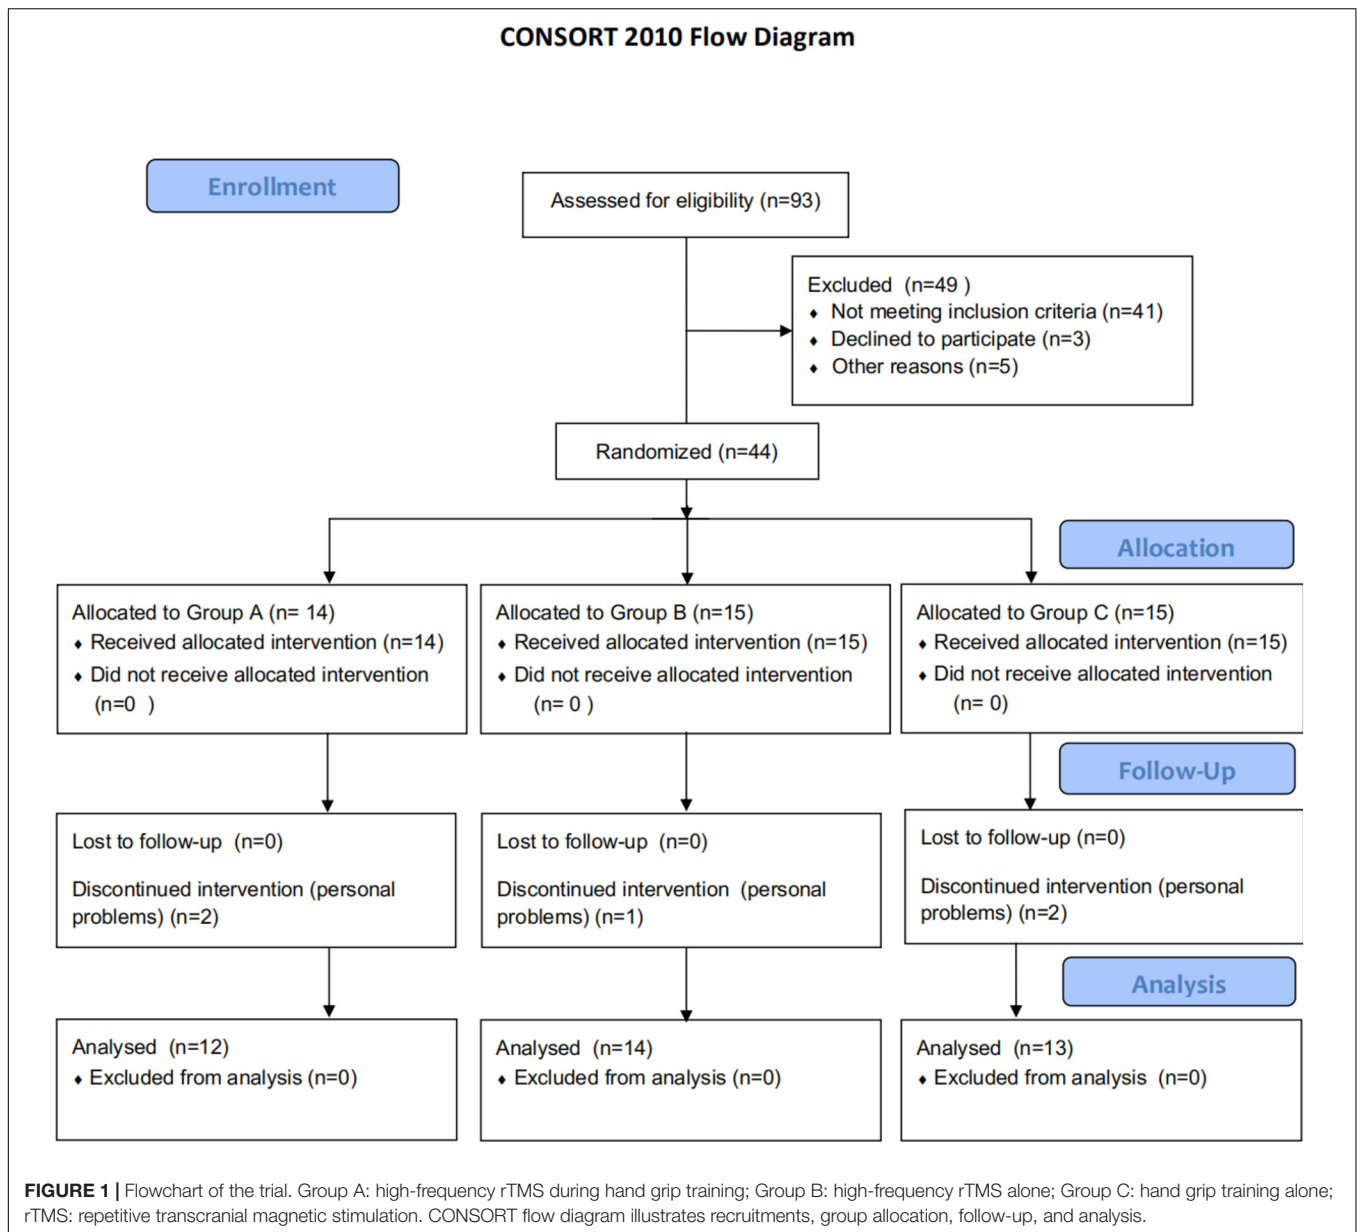 CONSORT 2010 Flow Diagram
Enrollment
Assessed for eligibility (n=93)
Excluded (n=49 )
♦ Not meeting inclusion criteria (n=41)
♦ Declined to participate (n=3)
♦ Other reasons (n=5)
Randomized (n=44)
Allocation
Allocated to Group A (n= 14)
♦ Received allocated intervention (n=14)
♦ Did not receive allocated intervention
(n=0 )
Allocated to Group B (n=15)
♦ Received allocated intervention (n=15)
♦ Did not receive allocated intervention
(n= 0 )
Allocated to Group C (n=15)
♦ Received allocated intervention (n=15)
♦ Did not receive allocated intervention
(n= 0)
Follow-Up
Lost to follow-up (n=0)
Discontinued intervention (personal
problems) (n=2)
Lost to follow-up (n=0)
Discontinued intervention (personal
problems) (n=1)
Lost to follow-up (n=0)
Discontinued intervention (personal
problems) (n=2)
Analysis
Analysed (n=12)
♦ Excluded from analysis (n=0)
Analysed (n=14)
♦ Excluded from analysis (n=0)
Analysed (n=13)
♦ Excluded from analysis (n=0)
FIGURE 1 | Flowchart of the trial. Group A: high-frequency rTMS during hand grip training; Group B: high-frequency rTMS alone; Group C: hand grip training alone;
rTMS: repetitive transcranial magnetic stimulation. CONSORT flow diagram illustrates recruitments, group allocation, follow-up, and analysis.